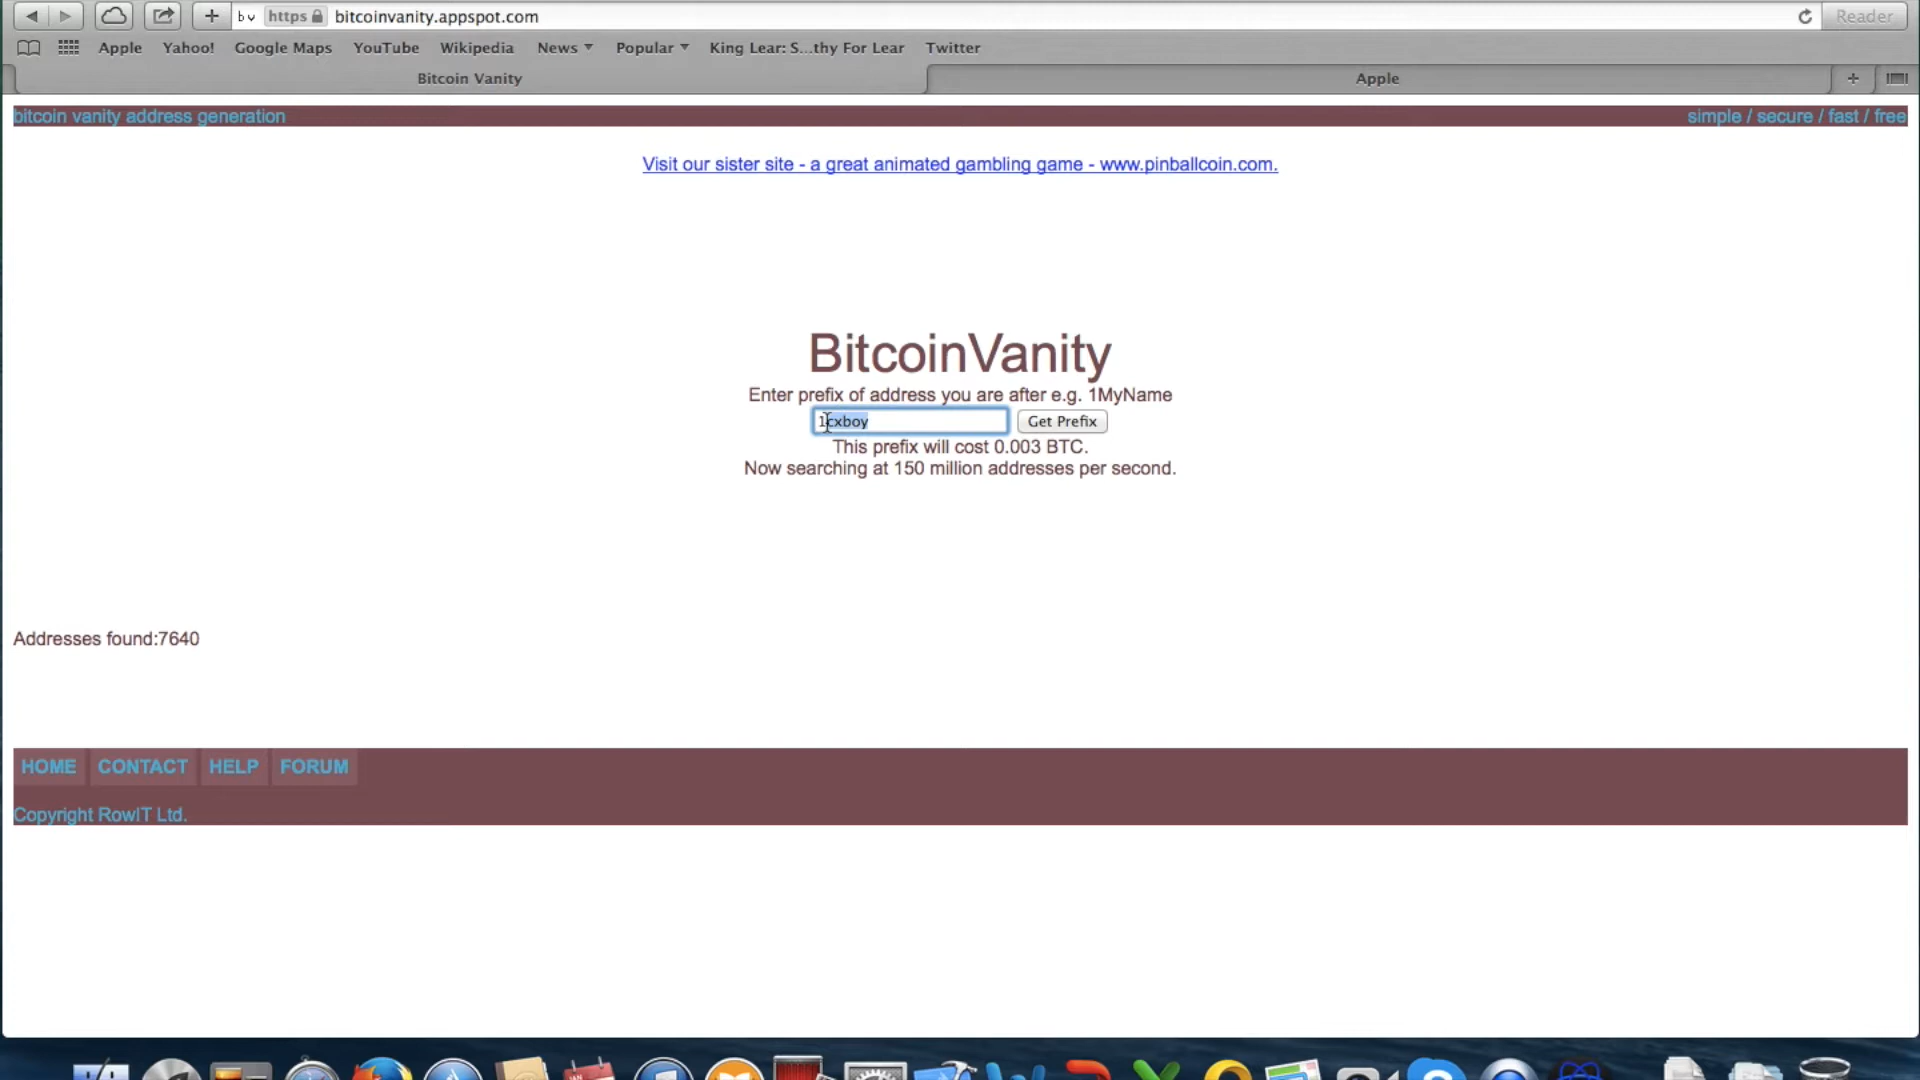 bv https bitcoinvanity.appspot.com Reader
Apple Yahoo! Google Maps YouTube Wikipedia News Popular King Lear: S...thy For Lear Twitter
Bitcoin Vanity Apple
bitcoin vanity address generation simple / secure / fast / free
Visit our sister site - a great animated gambling game - www.pinballcoin.com.
BitcoinVanity
Enter prefix of address you are after e.g. 1MyName
1cxboy Get Prefix
This prefix will cost 0.003 BTC.
Now searching at 150 million addresses per second.
Addresses found:7640
HOME CONTACT HELP FORUM
Copyright RowIT Ltd.